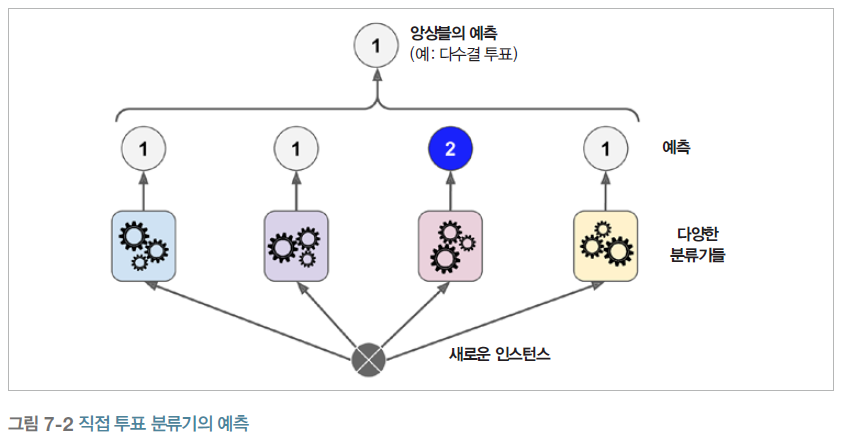 1
앙상블의 예측
(예: 다수결 투표)
1 1 2 1 예측
다양한
분류기들
새로운 인스턴스
그림 7-2 직접 투표 분류기의 예측